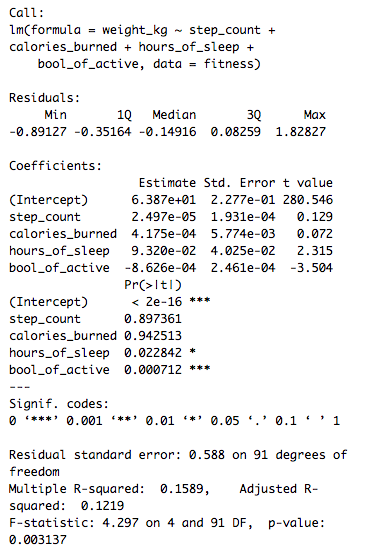 Call:
lm(formula = weight_kg ~ step_count +
calories_burned + hours_of_sleep +
    bool_of_active, data = fitness)

Residuals:
     Min       1Q   Median       3Q      Max
-0.89127 -0.35164 -0.14916  0.08259  1.82827

Coefficients:
                  Estimate Std. Error t value
(Intercept)      6.387e+01  2.277e-01 280.546
step_count       2.497e-05  1.931e-04   0.129
calories_burned  4.175e-04  5.774e-03   0.072
hours_of_sleep   9.320e-02  4.025e-02   2.315
bool_of_active  -8.626e-04  2.461e-04  -3.504
                Pr(>|t|)
(Intercept)      < 2e-16 ***
step_count      0.897361
calories_burned 0.942513
hours_of_sleep  0.022842 *
bool_of_active  0.000712 ***
---
Signif. codes:
0 ‘***’ 0.001 ‘**’ 0.01 ‘*’ 0.05 ‘.’ 0.1 ‘ ’ 1

Residual standard error: 0.588 on 91 degrees of
freedom
Multiple R-squared:  0.1589,    Adjusted R-
squared:  0.1219
F-statistic: 4.297 on 4 and 91 DF,  p-value:
0.003137